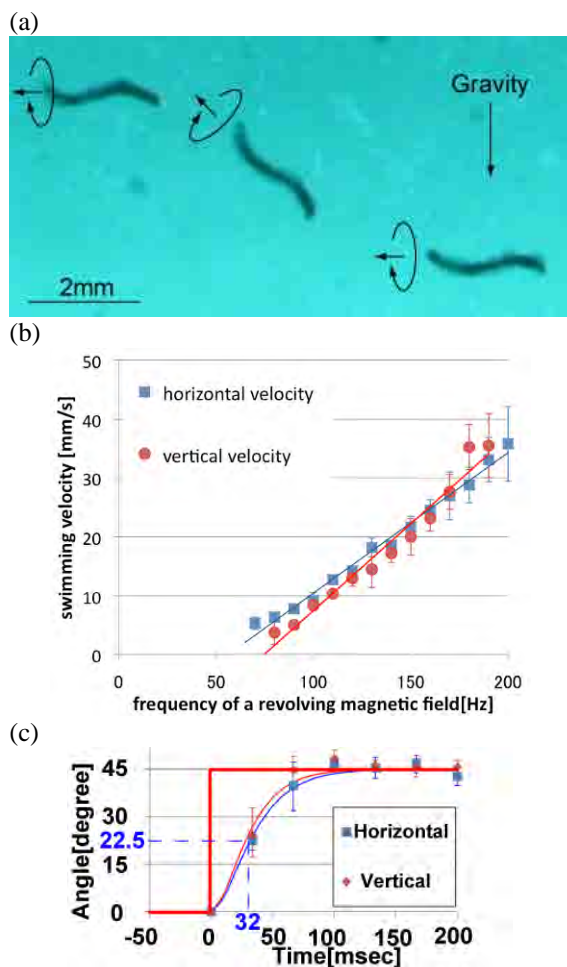 (a)
Gravity
2mm
(b)
50
40
30
20
10
0
horizontal velocity
vertical velocity
swimming velocity [mm/s]
0 50 100 150 200
frequency of a revolving magnetic field[Hz]
(c)
45
30
22.5
15
0
Angle[degree]
Horizontal
Vertical
32
-50 0 50 100 150 200
Time[msec]